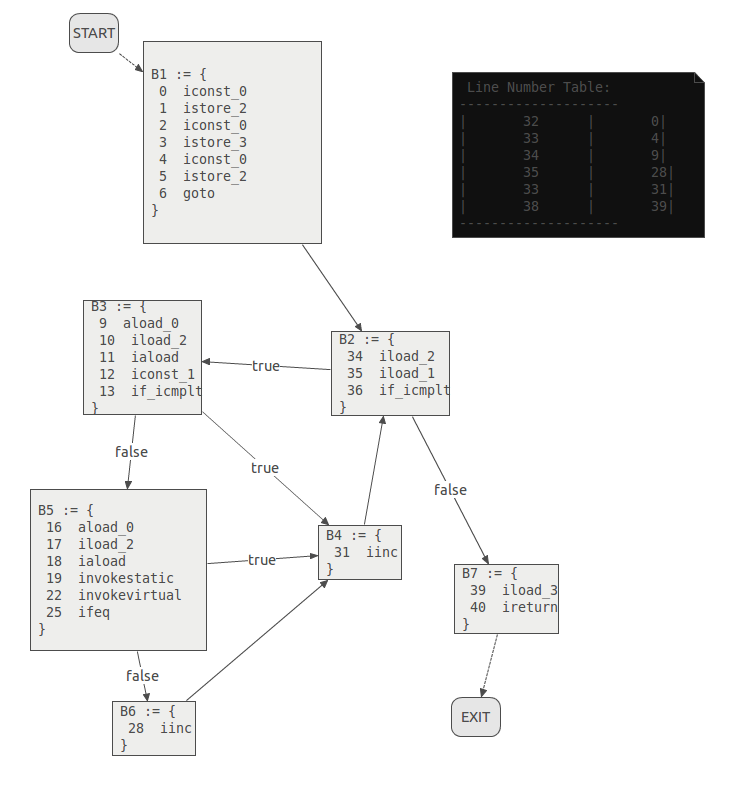 START
B1 := {
0 iconst_0
1 istore_2
2 iconst_0
3 istore_3
4 iconst_0
5 istore_2
6 goto
}
Line Number Table:
-------------------
| 32 | 0|
| 33 | 4|
| 34 | 9|
| 35 | 28|
| 33 | 31|
| 38 | 39|
-------------------
B3 := {
9 aload_0
10 iload_2
11 iaload
12 iconst_1
13 if_icmplt
}
B2 := {
34 iload_2
35 iload_1
36 if_icmplt
}
true
false
true
false
B5 := {
16 aload_0
17 iload_2
18 iaload
19 invokestatic
22 invokevirtual
25 ifeq
}
true
B4 := {
31 iinc
}
B7 := {
39 iload_3
40 ireturn
}
false
B6 := {
28 iinc
}
EXIT